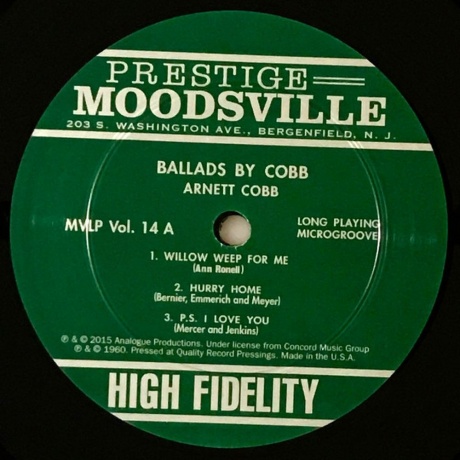 PRESTIGE
MOODSVILLE
203 S. WASHINGTON AVE., BERGENFIELD, N. J.
BALLADS BY COBB
ARNETT COBB
MVLP Vol. 14 A
LONG PLAYING
MICROGROOVE
1. WILLOW WEEP FOR ME
(Ann Ronell)
2. HURRY HOME
(Bernier, Emmerich and Meyer)
3. P.S. I LOVE YOU
(Mercer and Jenkins)
℗ & © 2015 Analogue Productions. Under license from Concord Music Group
℗ & © 1960. Pressed at Quality Record Pressings. Made in the U.S.A.
HIGH FIDELITY